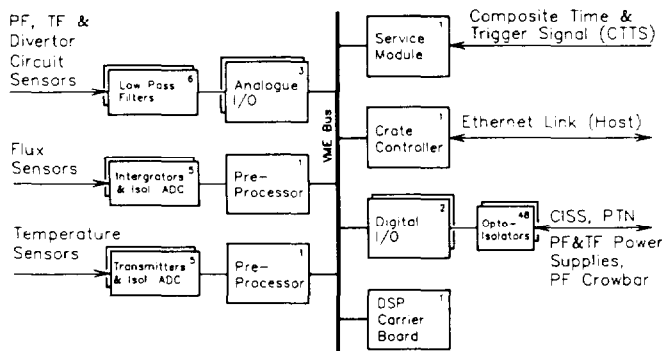 PF, TF &
Divertor
Circuit
Sensors
6
Low Pass
Filters
3
Analogue
I/O
Flux
Sensors
5
Intergrators
& Isol ADC
1
Pre-
Processor
Temperature
Sensors
5
Transmitters
& Isol ADC
1
Pre-
Processor
VME Bus
1
Service
Module
Composite Time &
Trigger Signal (CTTS)
1
Crate
Controller
Ethernet Link (Host)
2
Digital
I/O
48
Opto-
Isolators
CISS, PTN
PF&TF Power
Supplies,
PF Crowbar
1
DSP
Carrier
Board